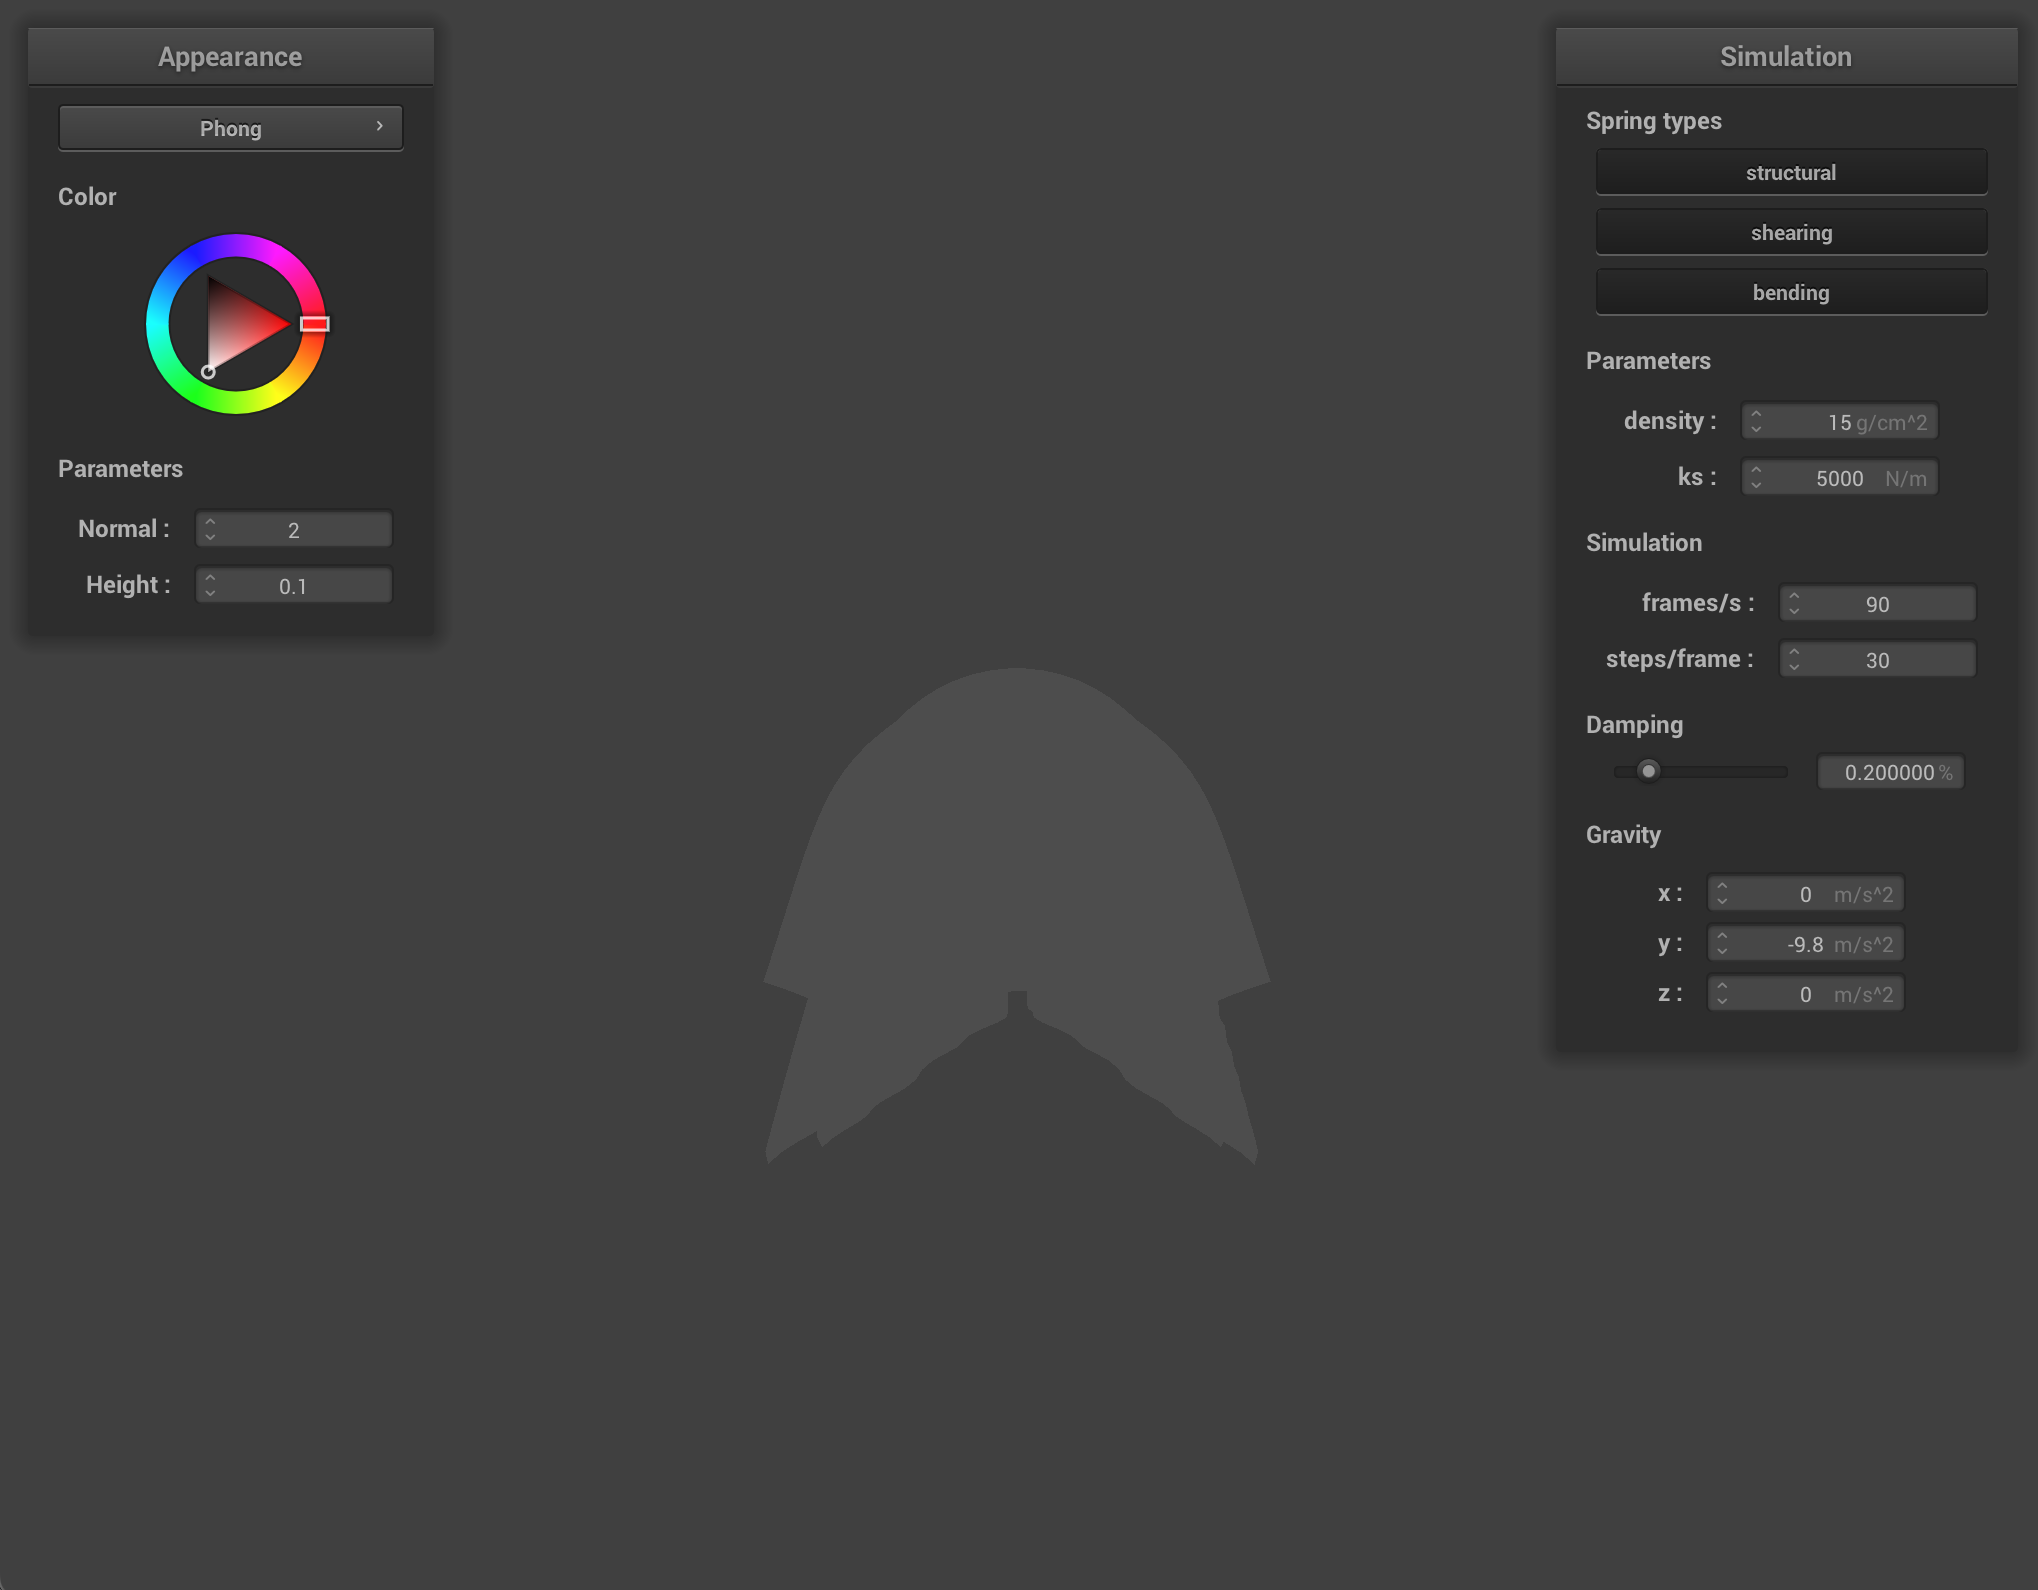 Appearance
Phong ›
Color
Parameters
Normal : 2
Height : 0.1
Simulation
Spring types
structural
shearing
bending
Parameters
density : 15 g/cm^2
ks : 5000 N/m
Simulation
frames/s : 90
steps/frame : 30
Damping
0.200000 %
Gravity
x : 0 m/s^2
y : -9.8 m/s^2
z : 0 m/s^2